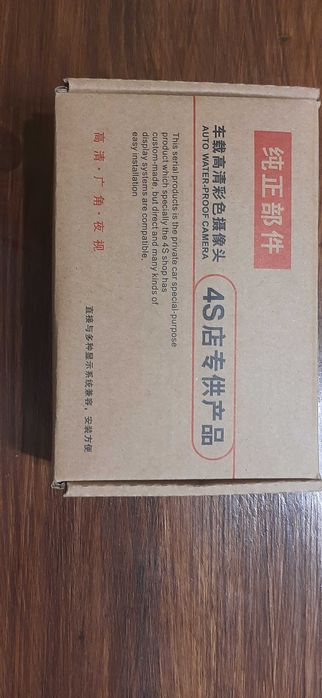 纯正部件
车载高清彩色摄像头
AUTO WATER-PROOF CAMERA
4S店专供产品
This serial products is the private car special-purpose
product which specially the 4S shop has
custom-made, but direct and many kinds of
display systems are compatible,
easy installation
高清·广角·夜视
直接与多种显示系统兼容，安装方便